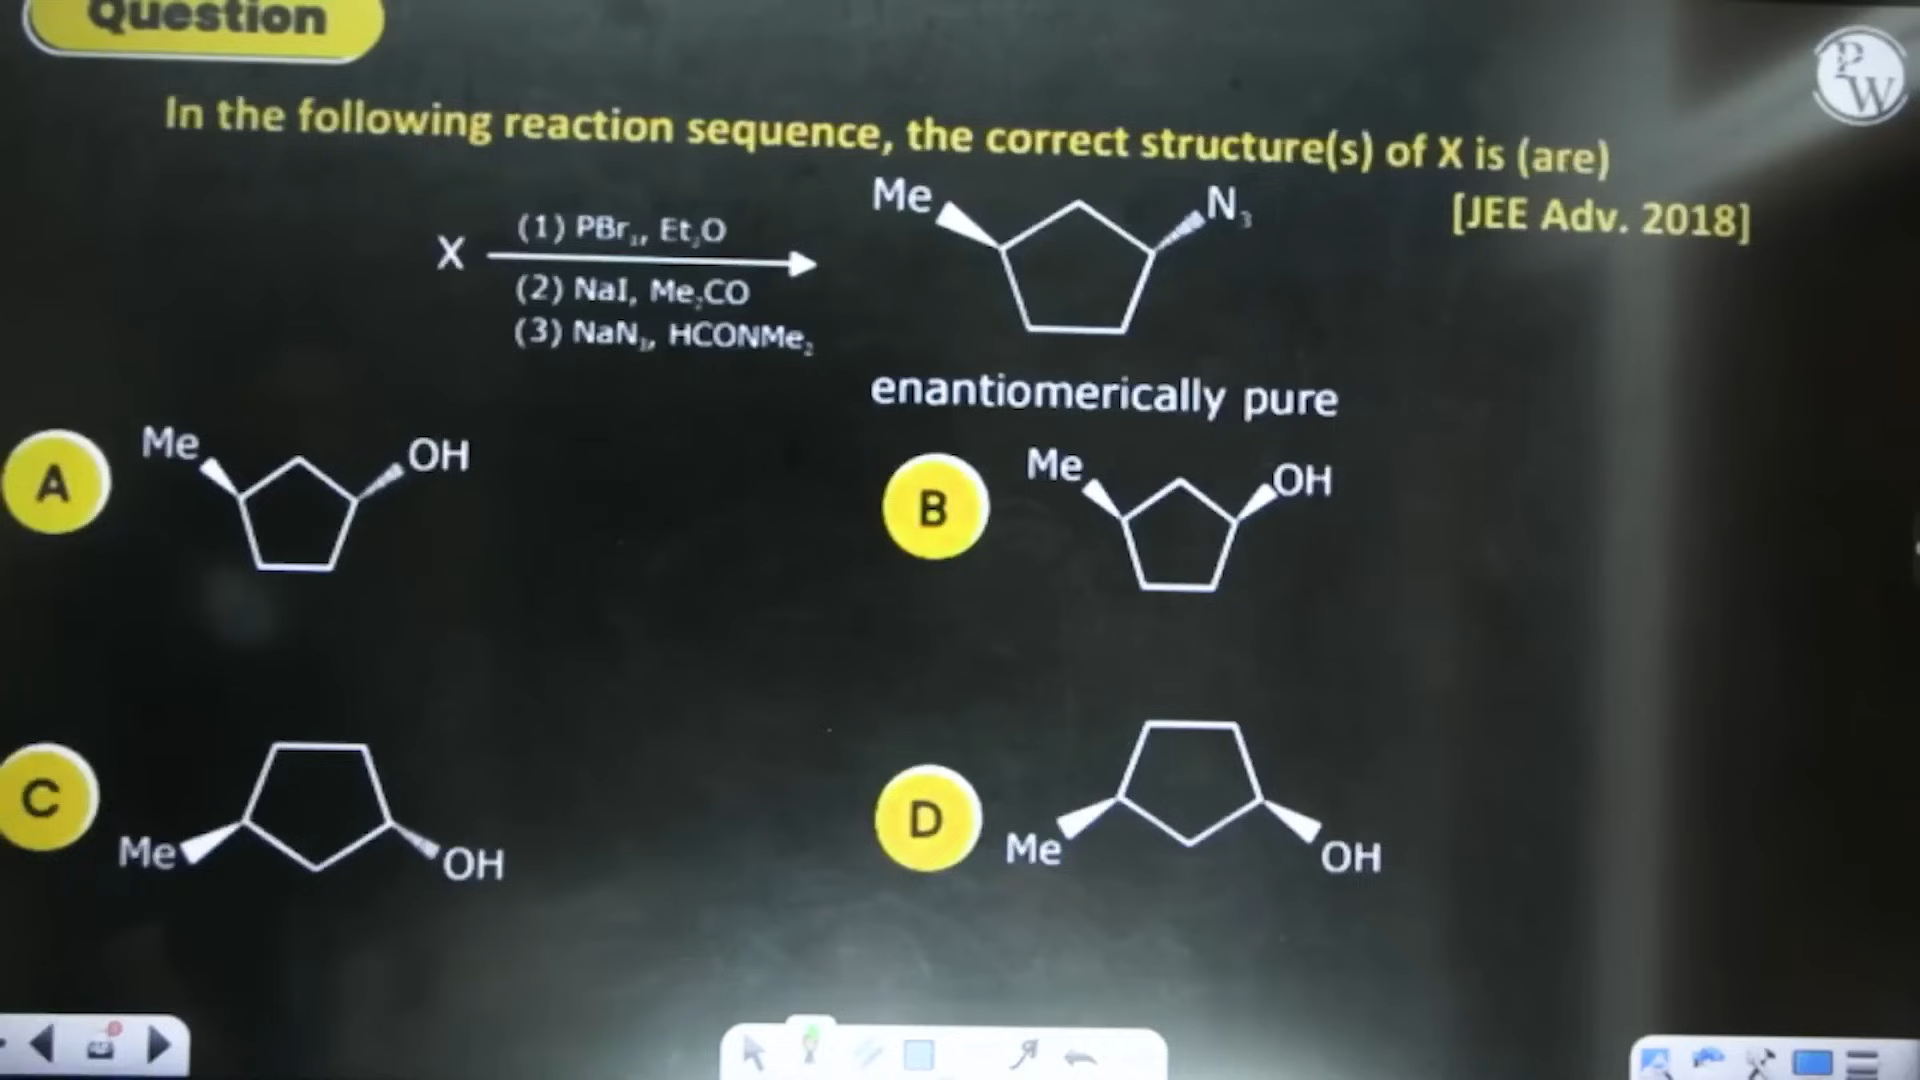 Question
PW
In the following reaction sequence, the correct structure(s) of X is (are)
[JEE Adv. 2018]
X
(1) PBr₃, Et₂O
(2) NaI, Me₂CO
(3) NaN₃, HCONMe₂
Me N₃
enantiomerically pure
A
Me OH
B
Me OH
C
Me OH
D
Me OH